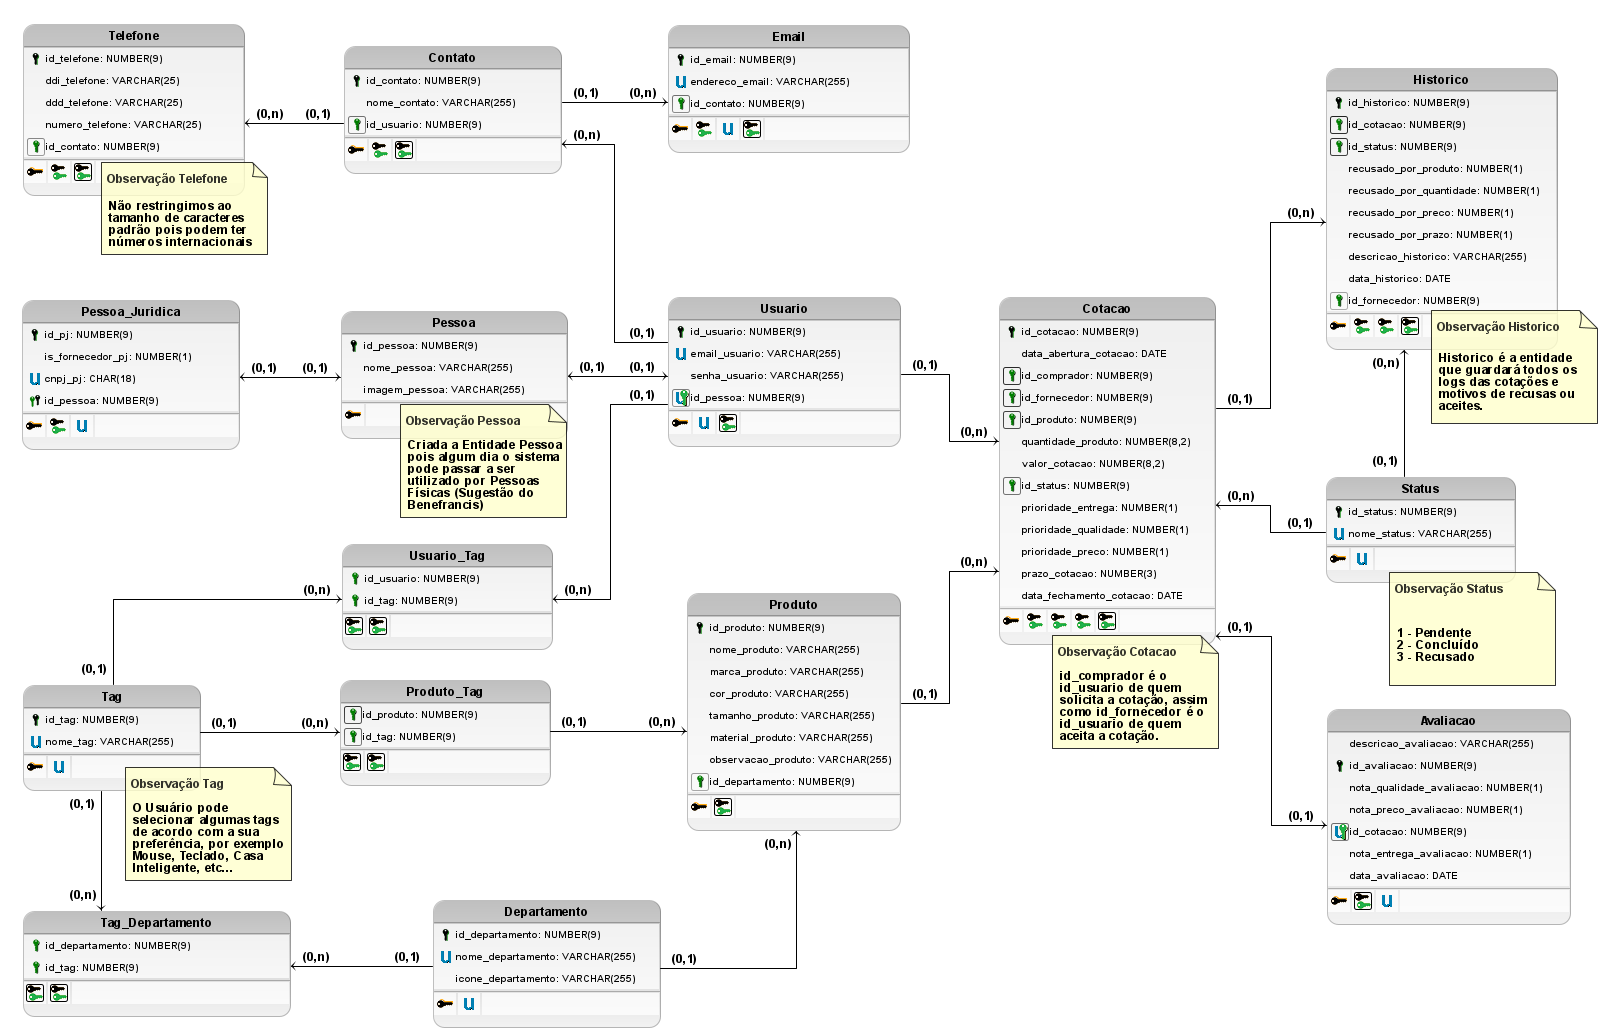 Telefone
id_telefone: NUMBER(9)
ddi_telefone: VARCHAR(25)
ddd_telefone: VARCHAR(25)
numero_telefone: VARCHAR(25)
id_contato: NUMBER(9)
Observação Telefone
Não restringimos ao
tamanho de caracteres
padrão pois podem ter
números internacionais
(0,n)
(0,1)
Contato
id_contato: NUMBER(9)
nome_contato: VARCHAR(255)
id_usuario: NUMBER(9)
(0,1)
(0,n)
(0,n)
Email
id_email: NUMBER(9)
U endereco_email: VARCHAR(255)
id_contato: NUMBER(9)
U
Historico
id_historico: NUMBER(9)
id_cotacao: NUMBER(9)
id_status: NUMBER(9)
recusado_por_produto: NUMBER(1)
recusado_por_quantidade: NUMBER(1)
recusado_por_preco: NUMBER(1)
recusado_por_prazo: NUMBER(1)
descricao_historico: VARCHAR(255)
data_historico: DATE
id_fornecedor: NUMBER(9)
(0,n)
Observação Historico
Historico é a entidade
que guardará todos os
logs das cotações e
motivos de recusas ou
aceites.
(0,n)
(0,1)
Pessoa_Juridica
id_pj: NUMBER(9)
is_fornecedor_pj: NUMBER(1)
U cnpj_pj: CHAR(18)
id_pessoa: NUMBER(9)
U
(0,1)
(0,1)
Pessoa
id_pessoa: NUMBER(9)
nome_pessoa: VARCHAR(255)
imagem_pessoa: VARCHAR(255)
Observação Pessoa
Criada a Entidade Pessoa
pois algum dia o sistema
pode passar a ser
utilizado por Pessoas
Físicas (Sugestão do
Benefrancis)
(0,1)
(0,1)
(0,1)
(0,1)
Usuario
id_usuario: NUMBER(9)
U email_usuario: VARCHAR(255)
senha_usuario: VARCHAR(255)
U id_pessoa: NUMBER(9)
U
(0,1)
(0,n)
Cotacao
id_cotacao: NUMBER(9)
data_abertura_cotacao: DATE
id_comprador: NUMBER(9)
id_fornecedor: NUMBER(9)
id_produto: NUMBER(9)
quantidade_produto: NUMBER(8,2)
valor_cotacao: NUMBER(8,2)
id_status: NUMBER(9)
prioridade_entrega: NUMBER(1)
prioridade_qualidade: NUMBER(1)
prioridade_preco: NUMBER(1)
prazo_cotacao: NUMBER(3)
data_fechamento_cotacao: DATE
Observação Cotacao
id_comprador é o
id_usuario de quem
solicita a cotação, assim
como id_fornecedor é o
id_usuario de quem
aceita a cotação.
(0,1)
(0,n)
(0,1)
(0,1)
(0,1)
Status
id_status: NUMBER(9)
U nome_status: VARCHAR(255)
U
Observação Status
1 - Pendente
2 - Concluído
3 - Recusado
Usuario_Tag
id_usuario: NUMBER(9)
id_tag: NUMBER(9)
(0,n)
(0,n)
(0,1)
Tag
id_tag: NUMBER(9)
U nome_tag: VARCHAR(255)
U
Observação Tag
O Usuário pode
selecionar algumas tags
de acordo com a sua
preferência, por exemplo
Mouse, Teclado, Casa
Inteligente, etc...
(0,1)
(0,n)
(0,1)
(0,n)
Produto_Tag
id_produto: NUMBER(9)
id_tag: NUMBER(9)
(0,1)
(0,n)
Produto
id_produto: NUMBER(9)
nome_produto: VARCHAR(255)
marca_produto: VARCHAR(255)
cor_produto: VARCHAR(255)
tamanho_produto: VARCHAR(255)
material_produto: VARCHAR(255)
observacao_produto: VARCHAR(255)
id_departamento: NUMBER(9)
(0,1)
(0,n)
(0,n)
Avaliacao
descricao_avaliacao: VARCHAR(255)
id_avaliacao: NUMBER(9)
nota_qualidade_avaliacao: NUMBER(1)
nota_preco_avaliacao: NUMBER(1)
U id_cotacao: NUMBER(9)
nota_entrega_avaliacao: NUMBER(1)
data_avaliacao: DATE
U
Tag_Departamento
id_departamento: NUMBER(9)
id_tag: NUMBER(9)
(0,n)
(0,1)
Departamento
id_departamento: NUMBER(9)
U nome_departamento: VARCHAR(255)
icone_departamento: VARCHAR(255)
U
(0,1)